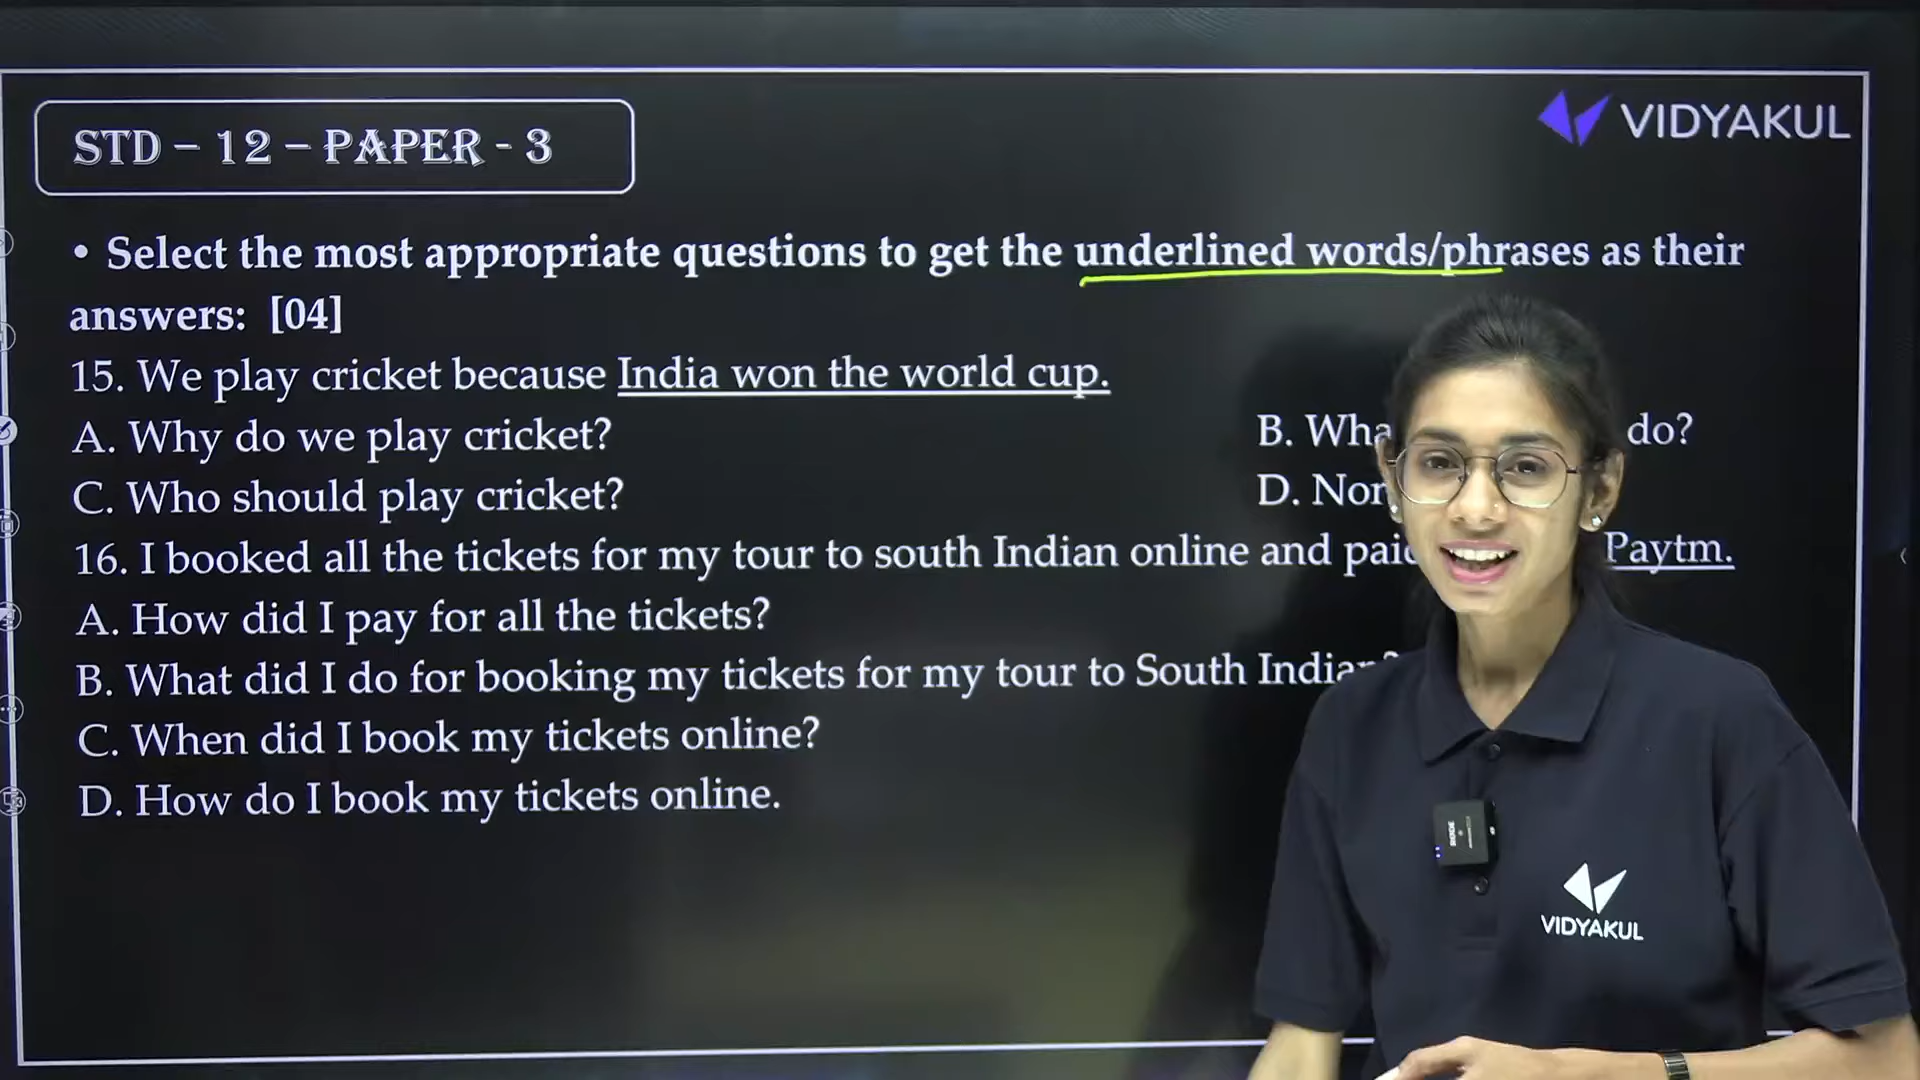 STD – 12 – PAPER - 3
VIDYAKUL
• Select the most appropriate questions to get the underlined words/phrases as their
answers: [04]
15. We play cricket because India won the world cup.
A. Why do we play cricket?
B. do?
C. Who should play cricket?
D.
16. I booked all the tickets for my tour to south Indian online and Paytm.
A. How did I pay for all the tickets?
B. What did I do for booking my tickets for my tour to South
C. When did I book my tickets online?
D. How do I book my tickets online.
RODE
VIDYAKUL